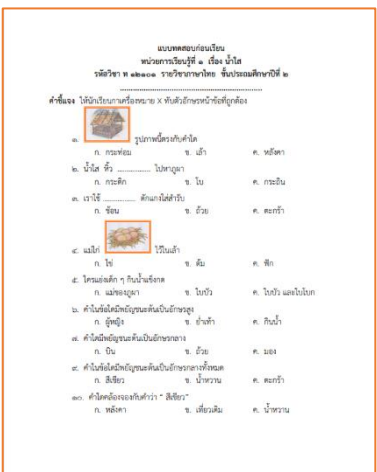 แบบทดสอบก่อนเรียน
หน่วยการเรียนรู้ที่ ๑ เรื่อง น้ำใส
รหัสวิชา ท ๑๒๑๐๑ รายวิชาภาษาไทย ชั้นประถมศึกษาปีที่ ๒
คำชี้แจง ให้นักเรียนกาเครื่องหมาย X ทับตัวอักษรหน้าข้อที่ถูกต้อง
๑. รูปภาพนี้ตรงกับคำใด
ก. กระท่อม ข. เล้า ค. หลังคา
๒. น้ำใส หิ้ว ................ ไปหาภูผา
ก. กระติก ข. โบ ค. กระถิน
๓. เราใช้ ................ ตักแกงใส่สำรับ
ก. ช้อน ข. ถ้วย ค. ตะกร้า
๔. แม่ไก่ ไว้ในเล้า
ก. ไข่ ข. ต้ม ค. ฟัก
๕. ใครแย่งเด็ก ๆ กินน้ำแข็งกด
ก. แม่ของภูผา ข. ใบบัว ค. ใบบัว และใบโบก
๖. คำในข้อใดมีพยัญชนะต้นเป็นอักษรสูง
ก. ผู้หญิง ข. ย่ำเท้า ค. กินน้ำ
๗. คำใดมีพยัญชนะต้นเป็นอักษรกลาง
ก. บิน ข. ถ้วย ค. มอง
๙. คำในข้อใดมีพยัญชนะต้นเป็นอักษรกลางทั้งหมด
ก. สีเขียว ข. น้ำหวาน ค. ตะกร้า
๑๐. คำใดคล้องจองกับคำว่า “ สีเขียว”
ก. หลังคา ข. เที่ยวเดิม ค. น้ำหวาน